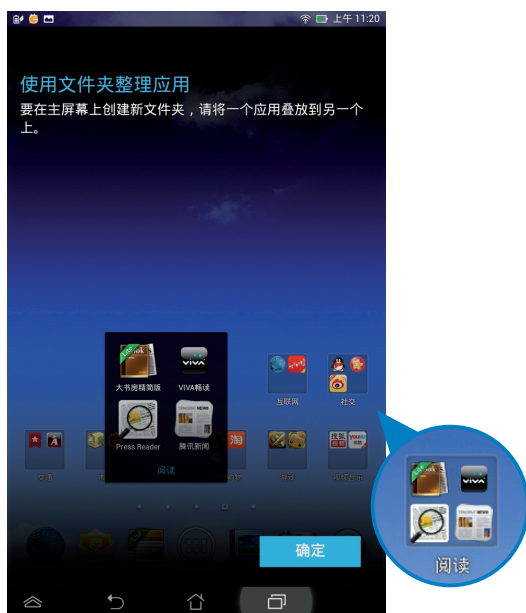 上午 11:20
使用文件夹整理应用
要在主屏幕上创建新文件夹，请将一个应用叠放到另一个
上。
大书房精简版
VIVA畅读
Press Reader
腾讯新闻
阅读
互联网
社交
确定
阅读